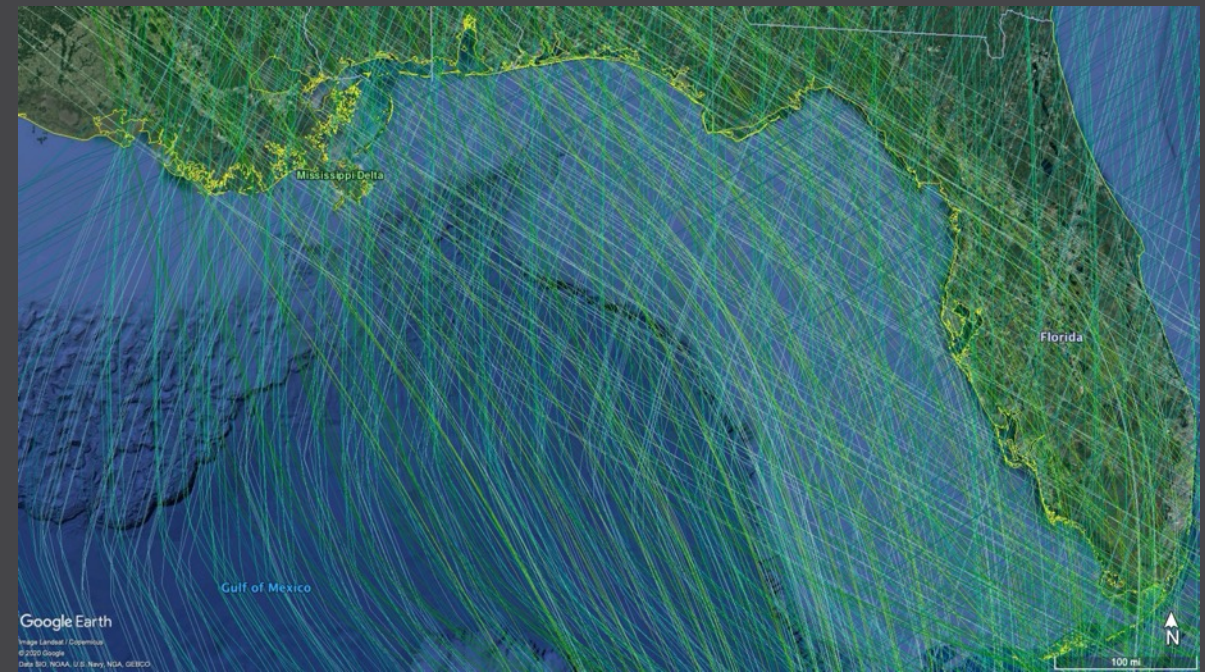 Mississippi Delta
Florida
Gulf of Mexico
Google Earth
Image Landsat / Copernicus
© 2020 Google
Data SIO, NOAA, U.S. Navy, NGA, GEBCO
N
100 mi